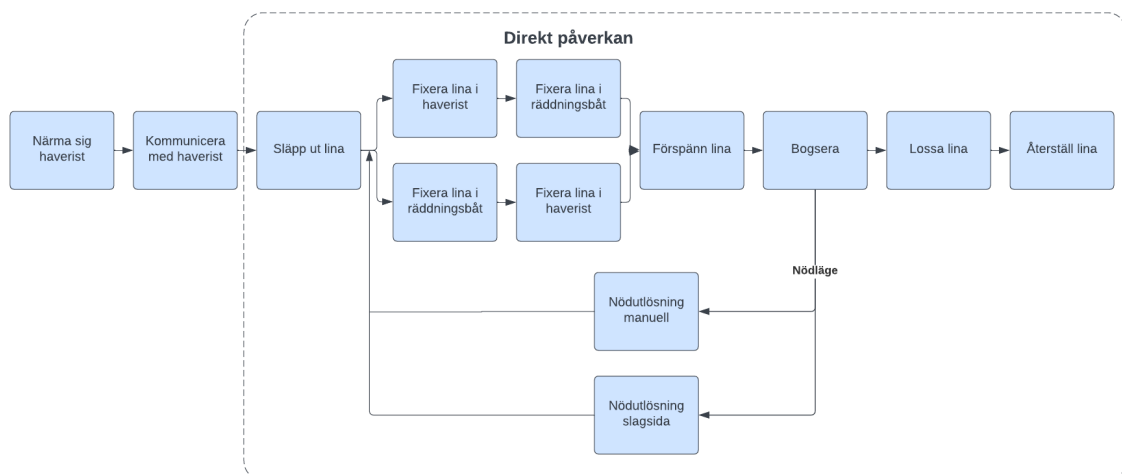 Direkt påverkan
Närma sig
haverist
Kommunicera
med haverist
Släpp ut lina
Fixera lina i
haverist
Fixera lina i
räddningsbåt
Fixera lina i
räddningsbåt
Fixera lina i
haverist
Förspänn lina
Bogsera
Lossa lina
Återställ lina
Nödläge
Nödutlösning
manuell
Nödutlösning
slagsida